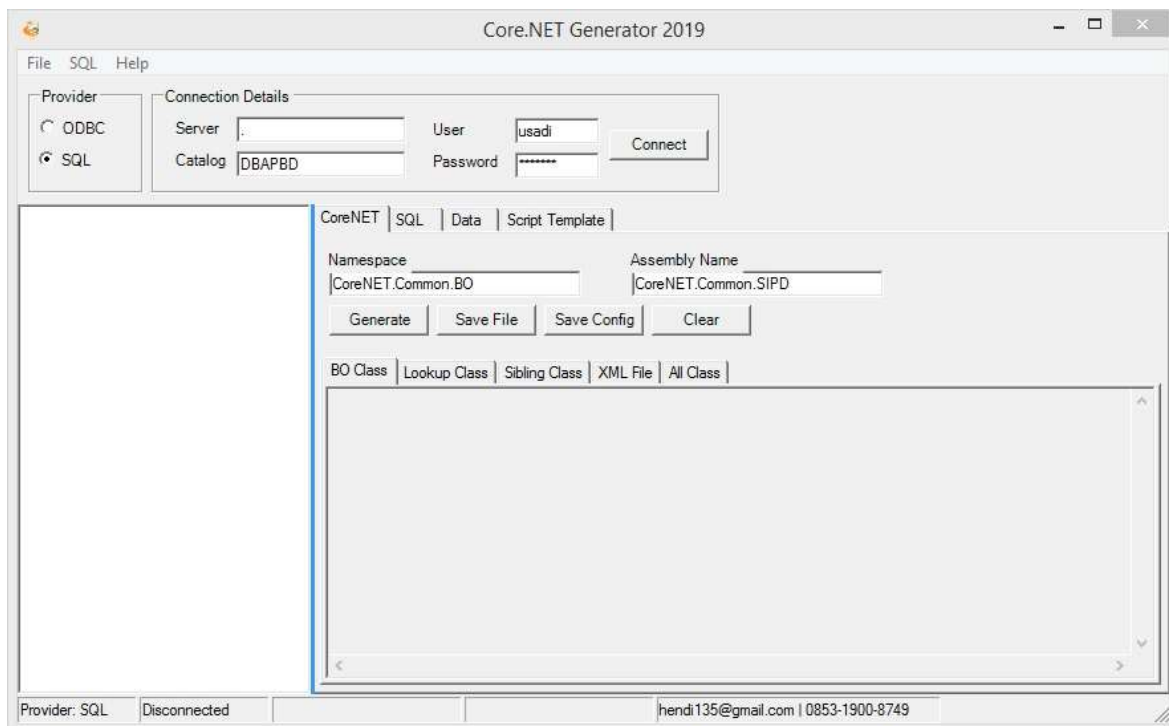 Core.NET Generator 2019
File SQL Help
Provider
ODBC
SQL
Connection Details
Server .
Catalog DBAPBD
User usadi
Password *******
Connect
CoreNET SQL Data Script Template
Namespace Assembly Name
CoreNET.Common.BO CoreNET.Common.SIPD
Generate Save File Save Config Clear
BO Class Lookup Class Sibling Class XML File All Class
Provider: SQL Disconnected hendi135@gmail.com | 0853-1900-8749